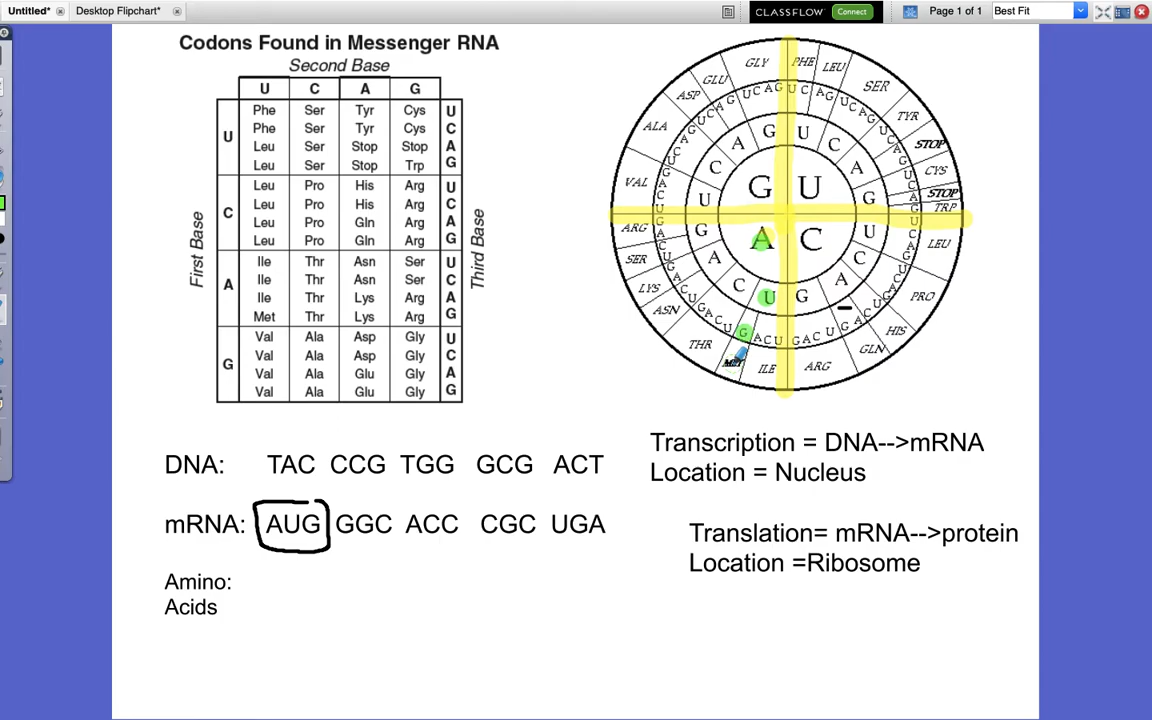 Untitled* Desktop Flipchart* CLASSFLOW Connect Page 1 of 1 Best Fit
Codons Found in Messenger RNA
Second Base
U C A G
First Base
Third Base
U
Phe Ser Tyr Cys U
Phe Ser Tyr Cys C
Leu Ser Stop Stop A
Leu Ser Stop Trp G
C
Leu Pro His Arg U
Leu Pro His Arg C
Leu Pro Gln Arg A
Leu Pro Gln Arg G
A
Ile Thr Asn Ser U
Ile Thr Asn Ser C
Ile Thr Lys Arg A
Met Thr Lys Arg G
G
Val Ala Asp Gly U
Val Ala Asp Gly C
Val Ala Glu Gly A
Val Ala Glu Gly G
G U
A C
U C A G
U C A G
U C A G
U C A G
PHE
LEU
SER
TYR
STOP
CYS
STOP
TRP
LEU
PRO
HIS
GLN
ARG
ILE
MET
THR
ASN
LYS
SER
ARG
VAL
ALA
ASP
GLU
GLY
DNA: TAC CCG TGG GCG ACT
mRNA: AUG GGC ACC CGC UGA
Amino:
Acids
Transcription = DNA-->mRNA
Location = Nucleus
Translation= mRNA-->protein
Location =Ribosome